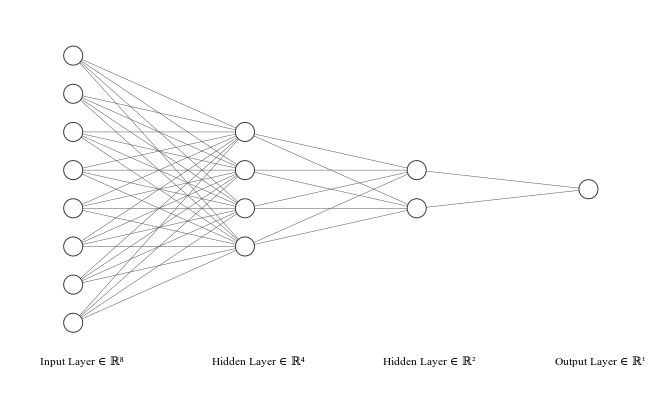 Input Layer ∈ ℝ⁸
Hidden Layer ∈ ℝ⁴
Hidden Layer ∈ ℝ²
Output Layer ∈ ℝ¹